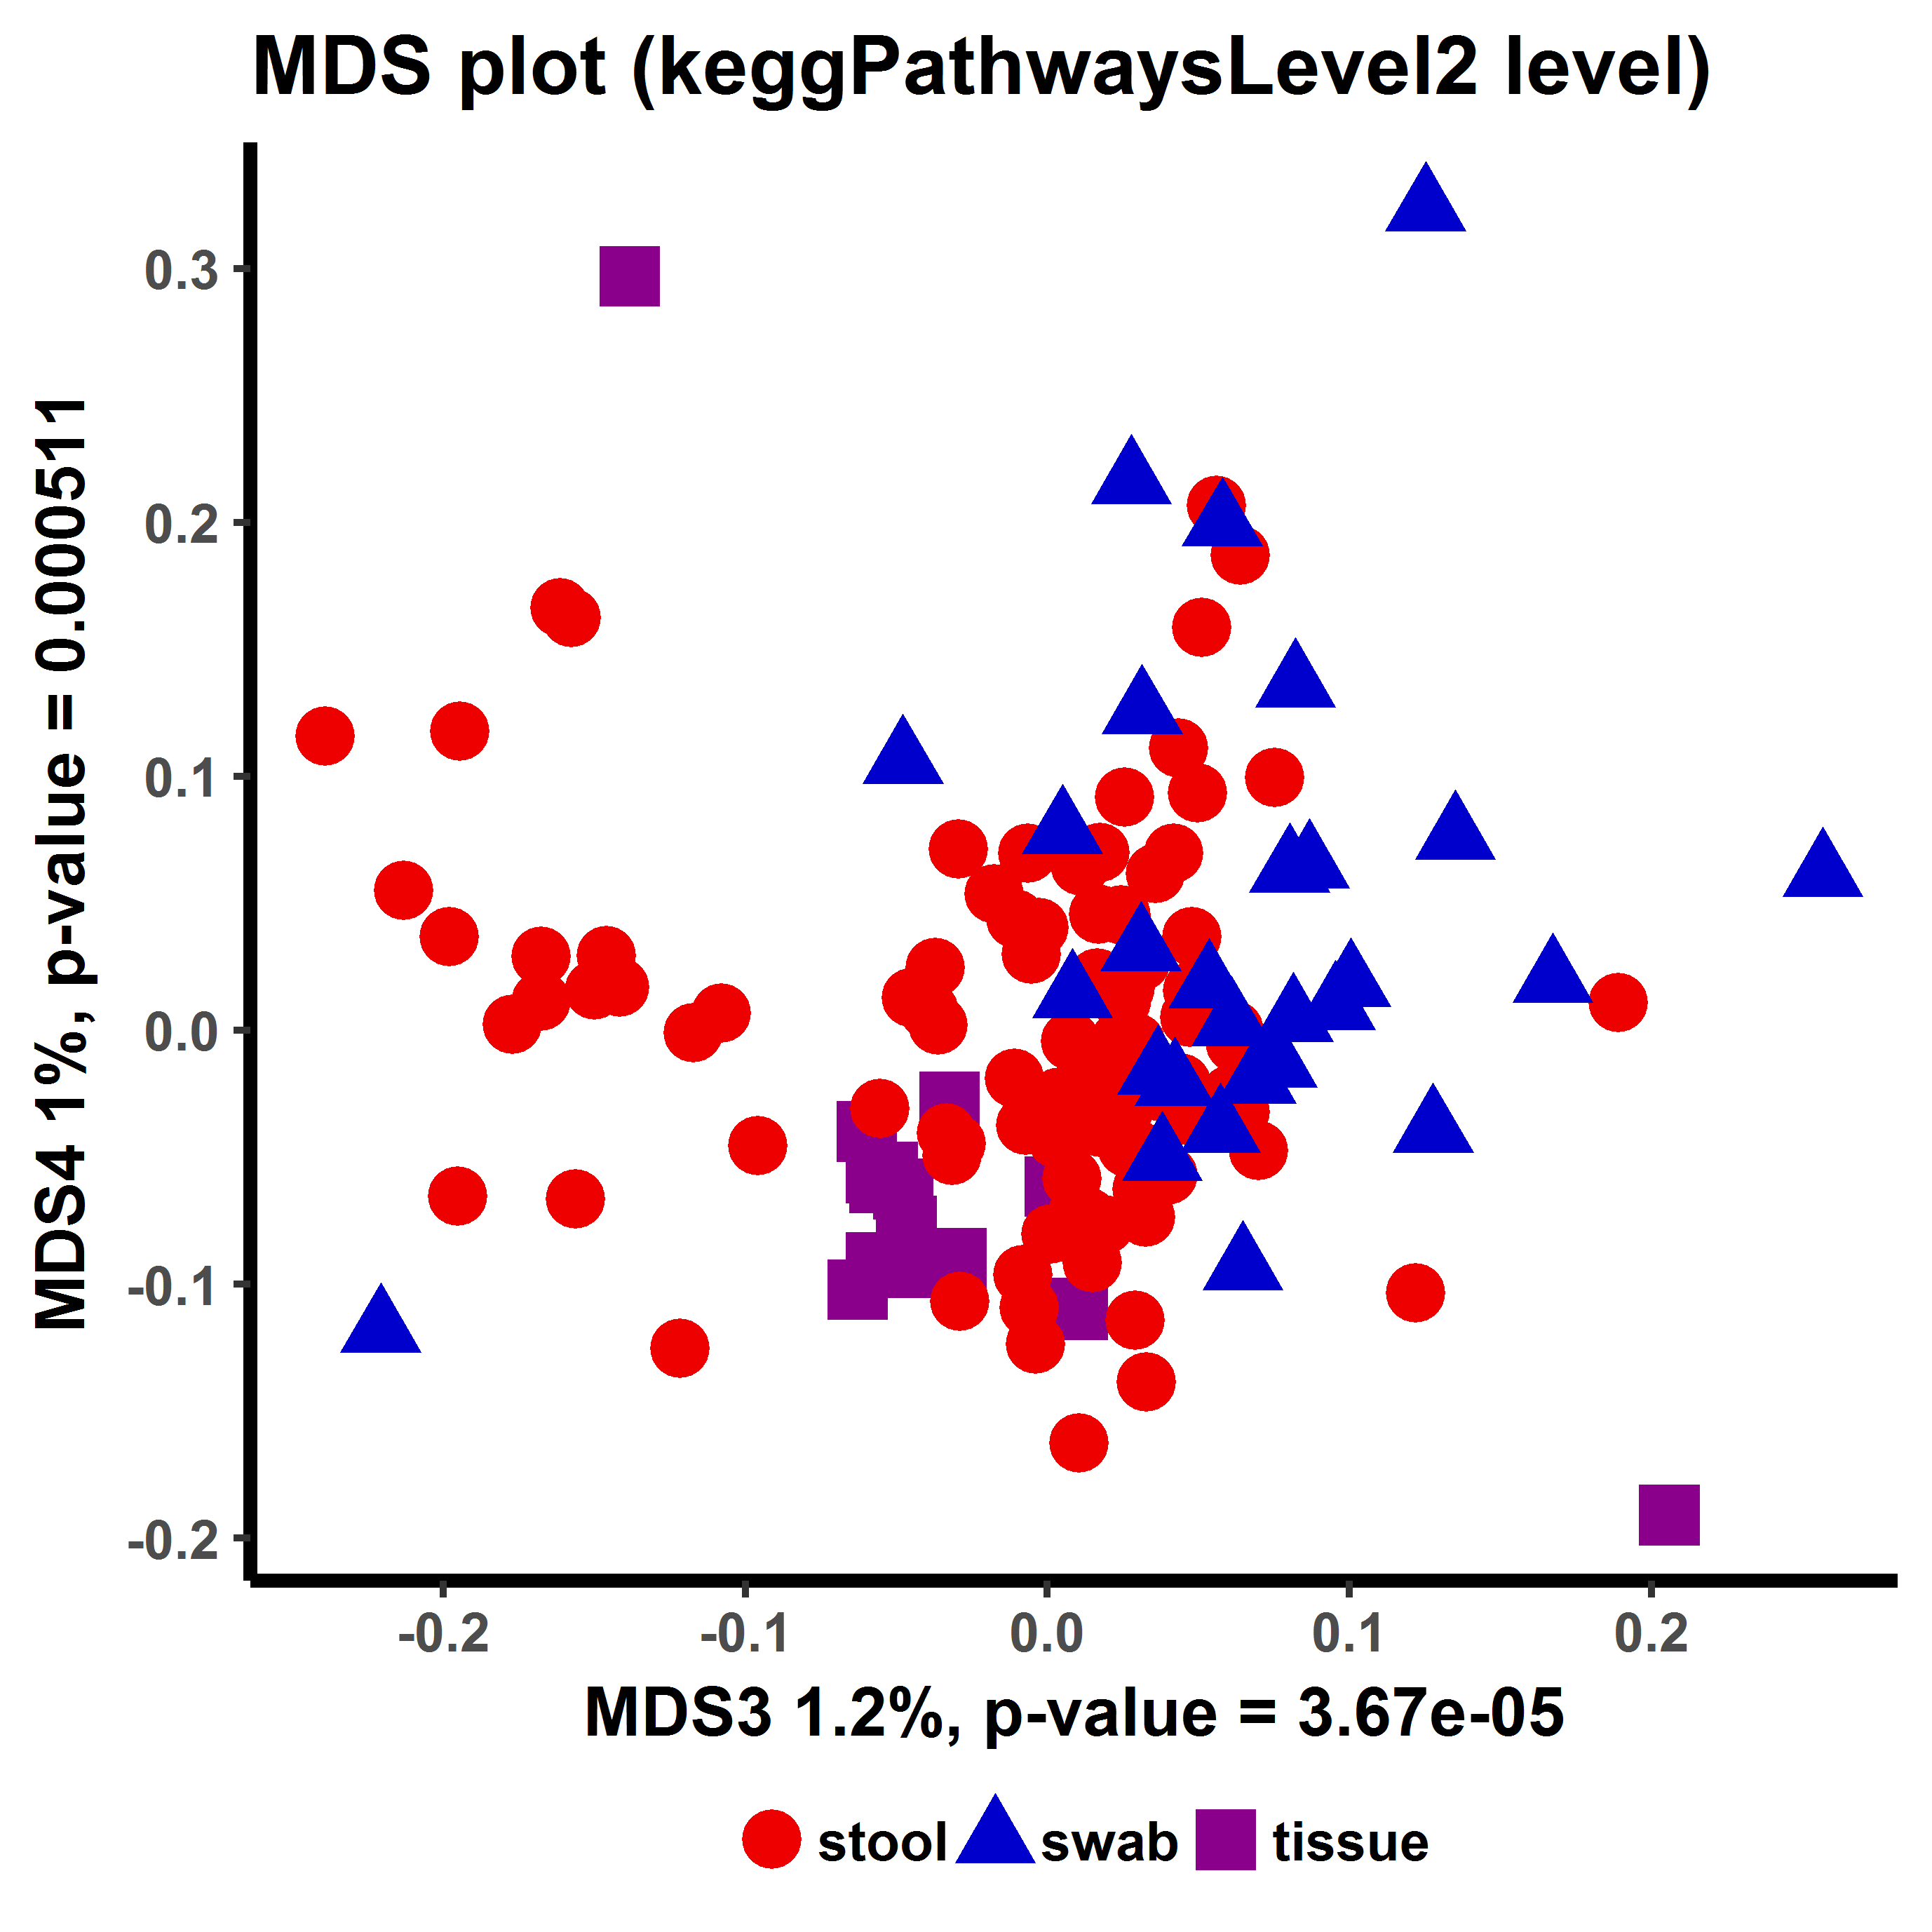 MDS plot (keggPathwaysLevel2 level)
MDS4 1%, p-value = 0.000511
0.3
0.2
0.1
0.0
-0.1
-0.2
-0.2 -0.1 0.0 0.1 0.2
MDS3 1.2%, p-value = 3.67e-05
stool swab tissue